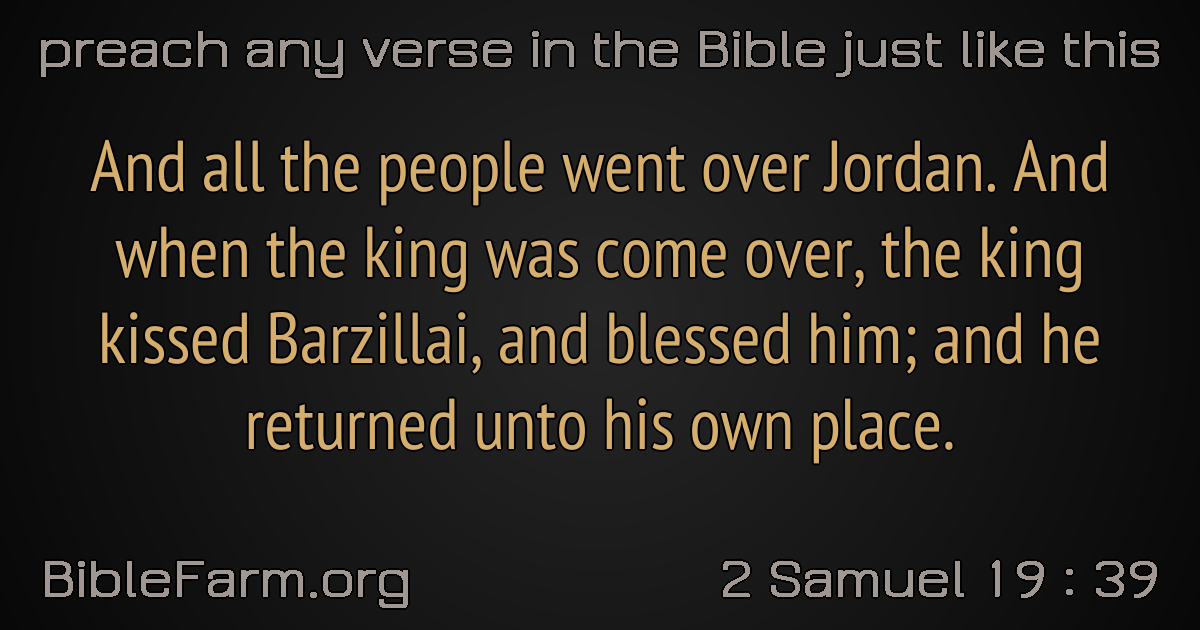 preach any verse in the Bible just like this
And all the people went over Jordan. And
when the king was come over, the king
kissed Barzillai, and blessed him; and he
returned unto his own place.
BibleFarm.org
2 Samuel 19 : 39